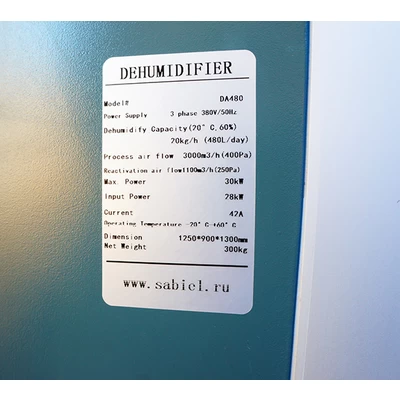 DEHUMIDIFIER
Model# DA480
Power Supply 3 phase 380V/50Hz
Dehumidify Capacity(20°C,60%)
20kg/h (480L/day)
Process air flow 3000m3/h(400Pa)
Reactivation air flow1100m3/h(250Pa)
Max. Power 30kW
Input Power 28kW
Current 42A
Operating Temperature -20°C-+60°C
Dimension 1250*900*1300mm
Net Weight 300kg
www.sabiel.ru